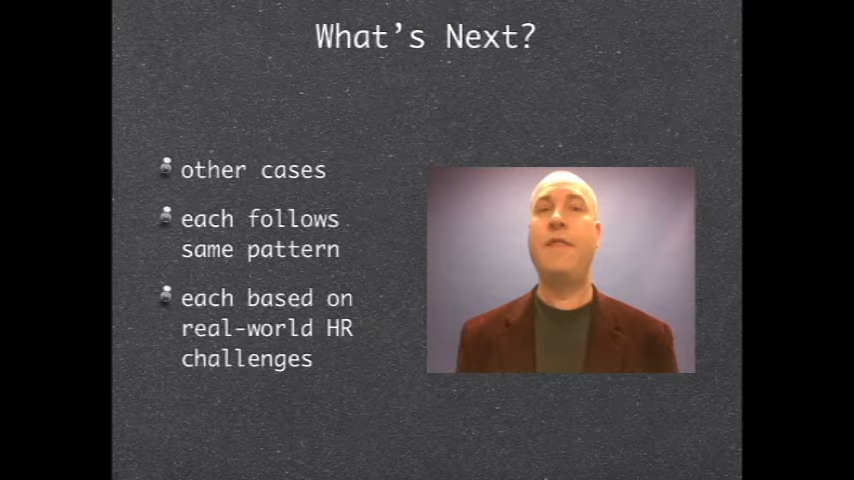 What's Next?
other cases
each follows
same pattern
each based on
real-world HR
challenges